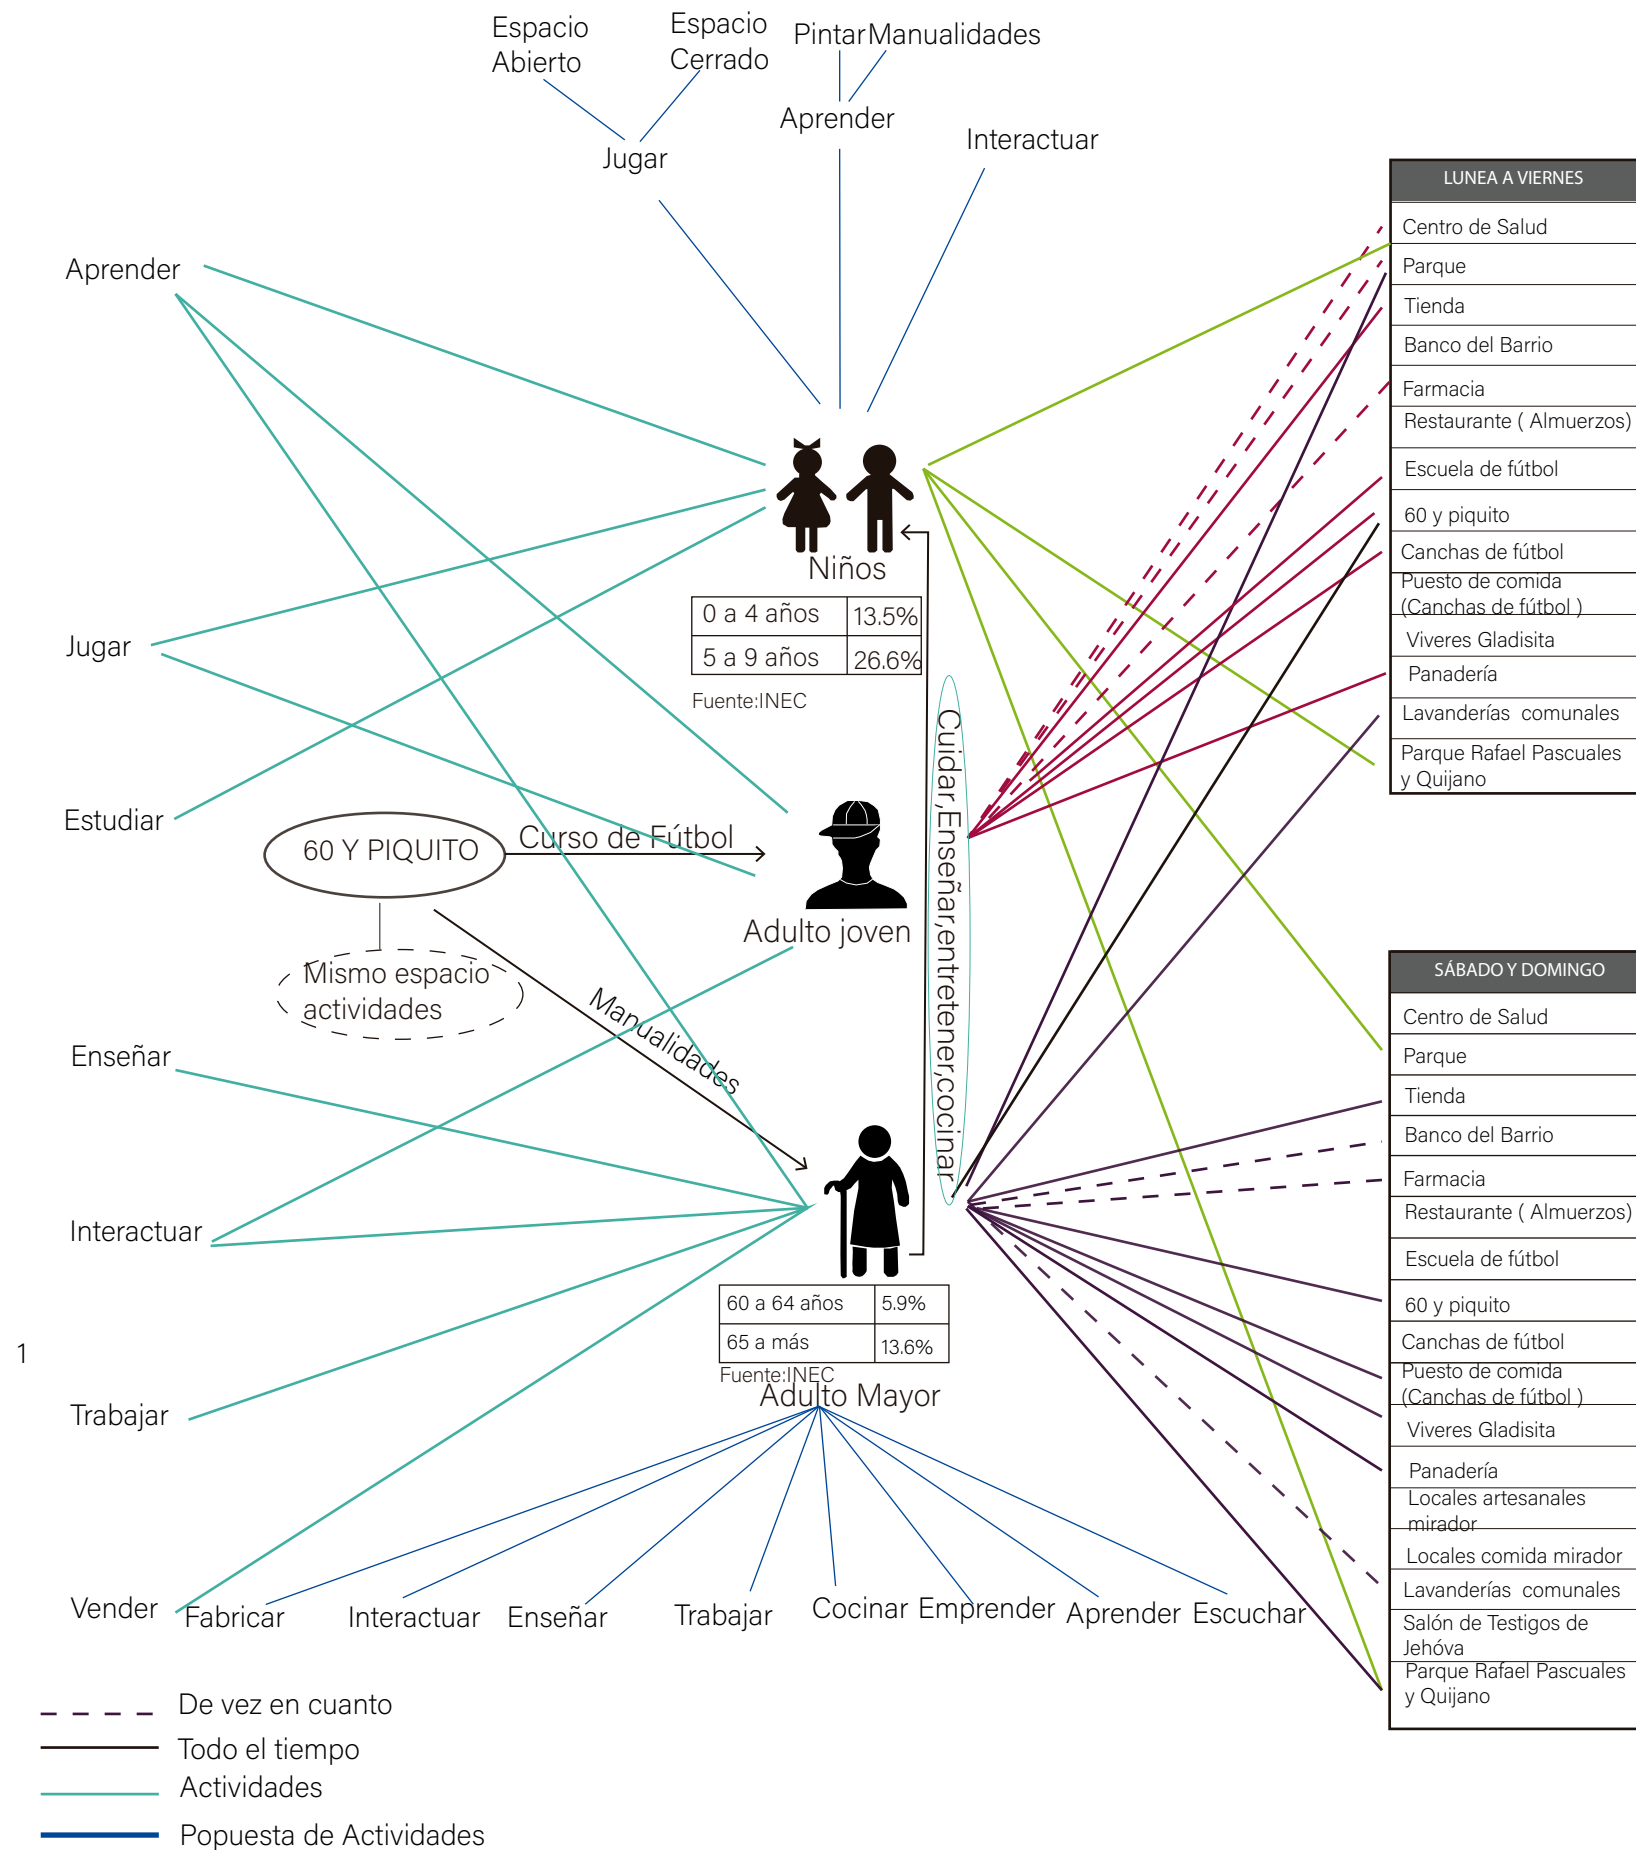 Espacio
Abierto
Espacio
Cerrado
Pintar
Manualidades
Aprender
Interactuar
Jugar
Aprender
Jugar
Estudiar
Enseñar
Interactuar
Trabajar
Vender
60 Y PIQUITO
Curso de Fútbol
Mismo espacio
actividades
Manualidades
Niños
0 a 4 años 13.5%
5 a 9 años 26.6%
Fuente:INEC
Adulto joven
Cuidar,Enseñar,entretener,cocinar
60 a 64 años 5.9%
65 a más 13.6%
Fuente:INEC
Adulto Mayor
1
Fabricar
Interactuar
Enseñar
Trabajar
Cocinar
Emprender
Aprender
Escuchar
LUNEA A VIERNES
Centro de Salud
Parque
Tienda
Banco del Barrio
Farmacia
Restaurante ( Almuerzos)
Escuela de fútbol
60 y piquito
Canchas de fútbol
Puesto de comida
(Canchas de fútbol )
Viveres Gladisita
Panadería
Lavanderías comunales
Parque Rafael Pascuales
y Quijano
SÁBADO Y DOMINGO
Centro de Salud
Parque
Tienda
Banco del Barrio
Farmacia
Restaurante ( Almuerzos)
Escuela de fútbol
60 y piquito
Canchas de fútbol
Puesto de comida
(Canchas de fútbol )
Viveres Gladisita
Panadería
Locales artesanales
mirador
Locales comida mirador
Lavanderías comunales
Salón de Testigos de
Jehóva
Parque Rafael Pascuales
y Quijano
De vez en cuanto
Todo el tiempo
Actividades
Popuesta de Actividades